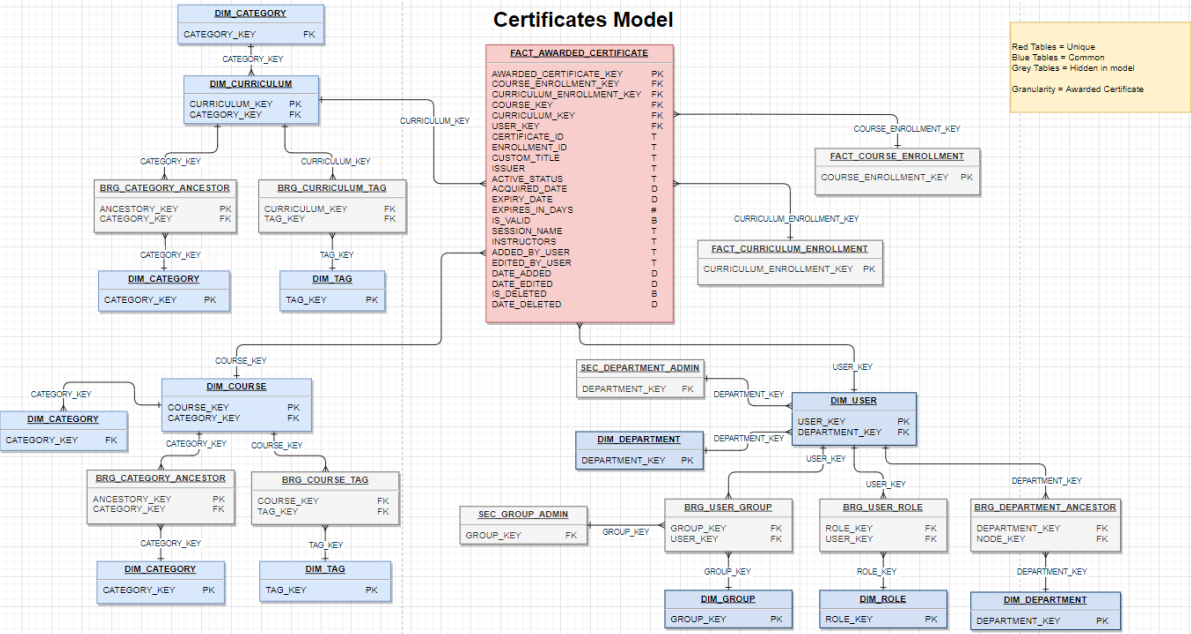 Certificates Model
DIM_CATEGORY
CATEGORY_KEY FK
CATEGORY_KEY
DIM_CURRICULUM
CURRICULUM_KEY PK
CATEGORY_KEY FK
CATEGORY_KEY
CURRICULUM_KEY
BRG_CATEGORY_ANCESTOR
ANCESTORY_KEY PK
CATEGORY_KEY FK
BRG_CURRICULUM_TAG
CURRICULUM_KEY FK
TAG_KEY FK
CATEGORY_KEY
TAG_KEY
DIM_CATEGORY
CATEGORY_KEY PK
DIM_TAG
TAG_KEY PK
CURRICULUM_KEY
FACT_AWARDED_CERTIFICATE
AWARDED_CERTIFICATE_KEY PK
COURSE_ENROLLMENT_KEY FK
CURRICULUM_ENROLLMENT_KEY FK
COURSE_KEY FK
CURRICULUM_KEY FK
USER_KEY FK
CERTIFICATE_ID T
ENROLLMENT_ID T
CUSTOM_TITLE T
ISSUER T
ACTIVE_STATUS T
ACQUIRED_DATE D
EXPIRY_DATE D
EXPIRES_IN_DAYS #
IS_VALID B
SESSION_NAME T
INSTRUCTORS T
ADDED_BY_USER T
EDITED_BY_USER T
DATE_ADDED D
DATE_EDITED D
IS_DELETED B
DATE_DELETED D
Red Tables = Unique
Blue Tables = Common
Grey Tables = Hidden in model
Granularity = Awarded Certificate
COURSE_ENROLLMENT_KEY
FACT_COURSE_ENROLLMENT
COURSE_ENROLLMENT_KEY PK
CURRICULUM_ENROLLMENT_KEY
FACT_CURRICULUM_ENROLLMENT
CURRICULUM_ENROLLMENT_KEY PK
COURSE_KEY
DIM_COURSE
COURSE_KEY PK
CATEGORY_KEY FK
CATEGORY_KEY
DIM_CATEGORY
CATEGORY_KEY FK
CATEGORY_KEY
COURSE_KEY
BRG_CATEGORY_ANCESTOR
ANCESTORY_KEY PK
CATEGORY_KEY FK
BRG_COURSE_TAG
COURSE_KEY FK
TAG_KEY FK
CATEGORY_KEY
TAG_KEY
DIM_CATEGORY
CATEGORY_KEY PK
DIM_TAG
TAG_KEY PK
USER_KEY
SEC_DEPARTMENT_ADMIN
DEPARTMENT_KEY FK
DEPARTMENT_KEY
DIM_USER
USER_KEY PK
DEPARTMENT_KEY FK
DIM_DEPARTMENT
DEPARTMENT_KEY PK
DEPARTMENT_KEY
USER_KEY
USER_KEY
DEPARTMENT_KEY
SEC_GROUP_ADMIN
GROUP_KEY FK
GROUP_KEY
BRG_USER_GROUP
GROUP_KEY FK
USER_KEY FK
BRG_USER_ROLE
ROLE_KEY FK
USER_KEY FK
BRG_DEPARTMENT_ANCESTOR
DEPARTMENT_KEY FK
NODE_KEY FK
GROUP_KEY
ROLE_KEY
DEPARTMENT_KEY
DIM_GROUP
GROUP_KEY PK
DIM_ROLE
ROLE_KEY PK
DIM_DEPARTMENT
DEPARTMENT_KEY PK